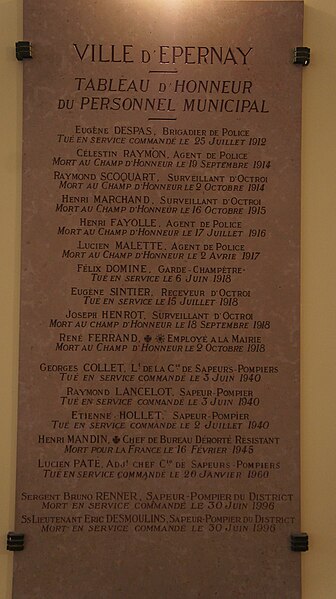 VILLE D'EPERNAY
TABLEAU D'HONNEUR
DU PERSONNEL MUNICIPAL
EUGÈNE DESPAS, BRIGADIER DE POLICE
TUÉ EN SERVICE COMMANDÉ LE 25 JUILLET 1912
CÉLESTIN RAYMON, AGENT DE POLICE
MORT AU CHAMP D'HONNEUR LE 19 SEPTEMBRE 1914
RAYMOND SCOQUART, SURVEILLANT D'OCTROI
MORT AU CHAMP D'HONNEUR LE 2 OCTOBRE 1914
HENRI MARCHAND, SURVEILLANT D'OCTROI
MORT AU CHAMP D'HONNEUR LE 16 OCTOBRE 1915
HENRI FAYOLLE, AGENT DE POLICE
MORT AU CHAMP D'HONNEUR LE 17 JUILLET 1916
LUCIEN MALETTE, AGENT DE POLICE
MORT AU CHAMP D'HONNEUR LE 2 AVRIL 1917
FÉLIX DOMINÉ, GARDE-CHAMPÊTRE
TUÉ EN SERVICE LE 6 JUIN 1918
EUGÈNE SINTIER, RECEVEUR D'OCTROI
TUÉ EN SERVICE LE 15 JUILLET 1918
JOSEPH HENROT, SURVEILLANT D'OCTROI
MORT AU CHAMP D'HONNEUR LE 18 SEPTEMBRE 1918
RENÉ FERRAND, EMPLOYÉ A LA MAIRIE
MORT AU CHAMP D'HONNEUR LE 2 OCTOBRE 1918
GEORGES COLLET, LT DE LA CIE DE SAPEURS-POMPIERS
TUÉ EN SERVICE COMMANDÉ LE 3 JUIN 1940
RAYMOND LANCELOT, SAPEUR-POMPIER
TUÉ EN SERVICE COMMANDÉ LE 3 JUIN 1940
ETIENNE HOLLET, SAPEUR-POMPIER
TUÉ EN SERVICE COMMANDÉ LE 2 JUILLET 1940
HENRI MANDIN, CHEF DE BUREAU DÉPORTÉ RÉSISTANT
MORT POUR LA FRANCE LE 16 FÉVRIER 1945
LUCIEN PATÉ, ADJT CHEF CIE DE SAPEURS-POMPIERS
TUÉ EN SERVICE COMMANDÉ LE 20 JANVIER 1960
SERGENT BRUNO RENNER, SAPEUR-POMPIER DU DISTRICT
MORT EN SERVICE COMMANDÉ LE 30 JUIN 1996
SS LIEUTENANT ERIC DESMOULINS, SAPEUR-POMPIER DU DISTRICT
MORT EN SERVICE COMMANDÉ LE 30 JUIN 1996